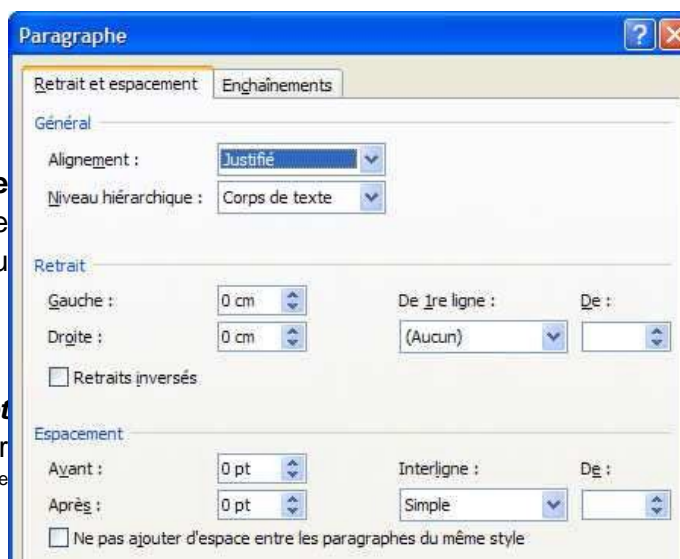 Paragraphe
Retrait et espacement Enchaînements
Général
Alignement : Justifié
Niveau hiérarchique : Corps de texte
Retrait
Gauche : 0 cm De 1re ligne : De :
Droite : 0 cm (Aucun)
Retraits inversés
Espacement
Avant : 0 pt Interligne : De :
Après : 0 pt Simple
Ne pas ajouter d'espace entre les paragraphes du même style